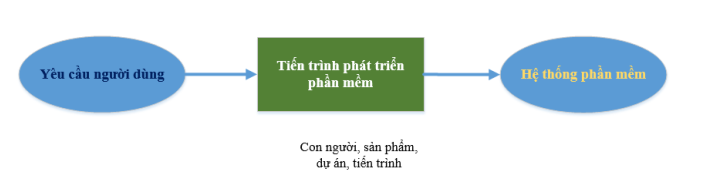 Yêu cầu người dùng
Tiến trình phát triển
phần mềm
Hệ thống phần mềm
Con người, sản phẩm,
dự án, tiến trình